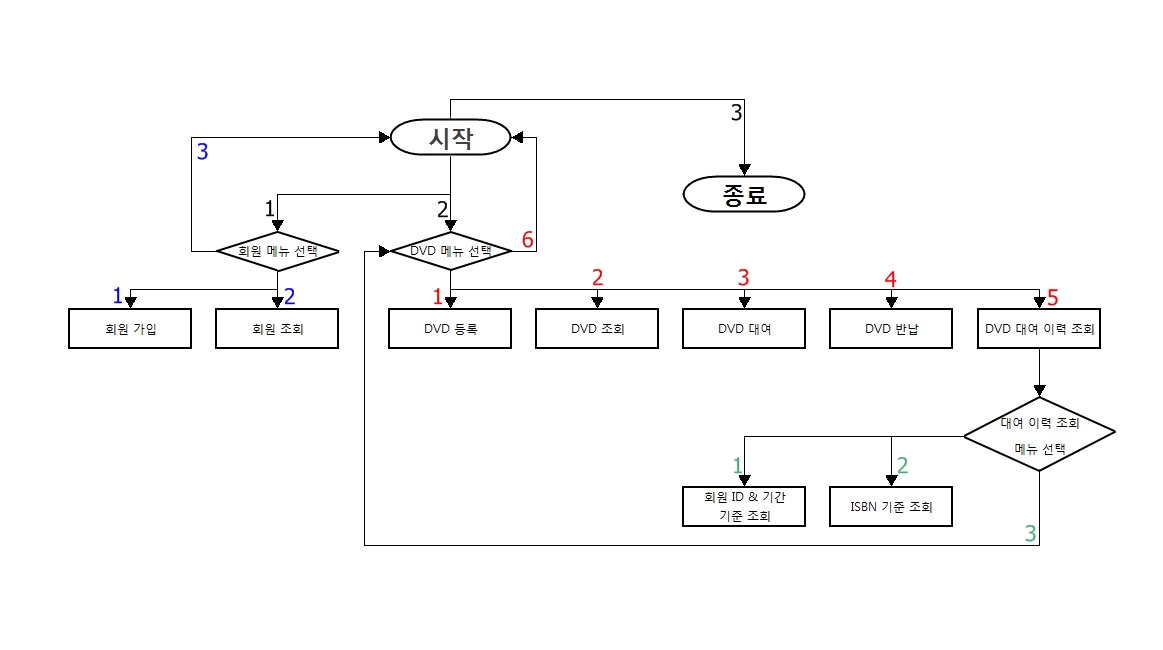 3
시작
3
종료
1
2
회원 메뉴 선택
DVD 메뉴 선택
6
1
2
1
2
3
4
5
회원 가입
회원 조회
DVD 등록
DVD 조회
DVD 대여
DVD 반납
DVD 대여 이력 조회
대여 이력 조회
메뉴 선택
1
2
회원 ID & 기간
기준 조회
ISBN 기준 조회
3